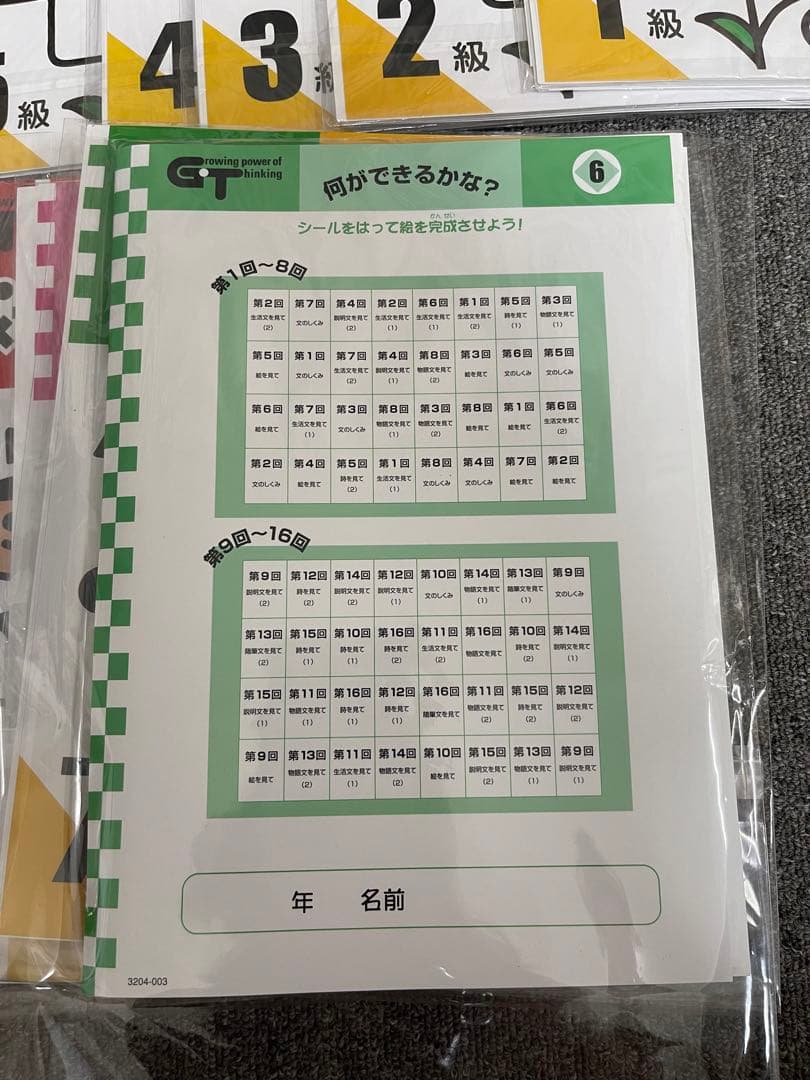 5級
4
3級
2級
1級
Growing power of
Thinking
何ができるかな?
6
シールをはって絵を完成させよう!
かん せい
第1回~8回
第2回 第7回 第4回 第2回 第6回 第1回 第5回 第3回
生活文を見て 文のしくみ 説明文を見て 生活文を見て 生活文を見て 生活文を見て 詩を見て 物語文を見て
(2) (2) (1) (1) (2) (1) (1)
第5回 第1回 第7回 第4回 第8回 第3回 第6回 第5回
絵を見て 文のしくみ 生活文を見て 説明文を見て 物語文を見て 絵を見て 文のしくみ 文のしくみ
(2) (1) (2)
第6回 第7回 第3回 第8回 第3回 第8回 第1回 第6回
絵を見て 生活文を見て 文のしくみ 物語文を見て 物語文を見て 絵を見て 絵を見て 生活文を見て
(1) (1) (2) (2)
第2回 第4回 第5回 第1回 第8回 第4回 第7回 第2回
文のしくみ 絵を見て 詩を見て 生活文を見て 文のしくみ 文のしくみ 絵を見て 絵を見て
(2) (1)
第9回~16回
第9回 第12回 第14回 第12回 第10回 第14回 第13回 第9回
説明文を見て 詩を見て 説明文を見て 説明文を見て 文のしくみ 物語文を見て 随筆文を見て 文のしくみ
(2) (2) (2) (1) (1) (1)
第13回 第15回 第10回 第16回 第11回 第16回 第10回 第14回
随筆文を見て 詩を見て 詩を見て 詩を見て 生活文を見て 物語文を見て 詩を見て 説明文を見て
(2) (1) (1) (2) (2) (2) (1)
第15回 第11回 第16回 第12回 第16回 第11回 第15回 第12回
説明文を見て 物語文を見て 詩を見て 詩を見て 随筆文を見て 物語文を見て 詩を見て 説明文を見て
(1) (1) (1) (1) (2) (2) (2)
第9回 第13回 第11回 第14回 第10回 第15回 第13回 第9回
絵を見て 物語文を見て 生活文を見て 物語文を見て 絵を見て 説明文を見て 物語文を見て 説明文を見て
(2) (1) (2) (2) (1) (1)
年 名前
3204-003